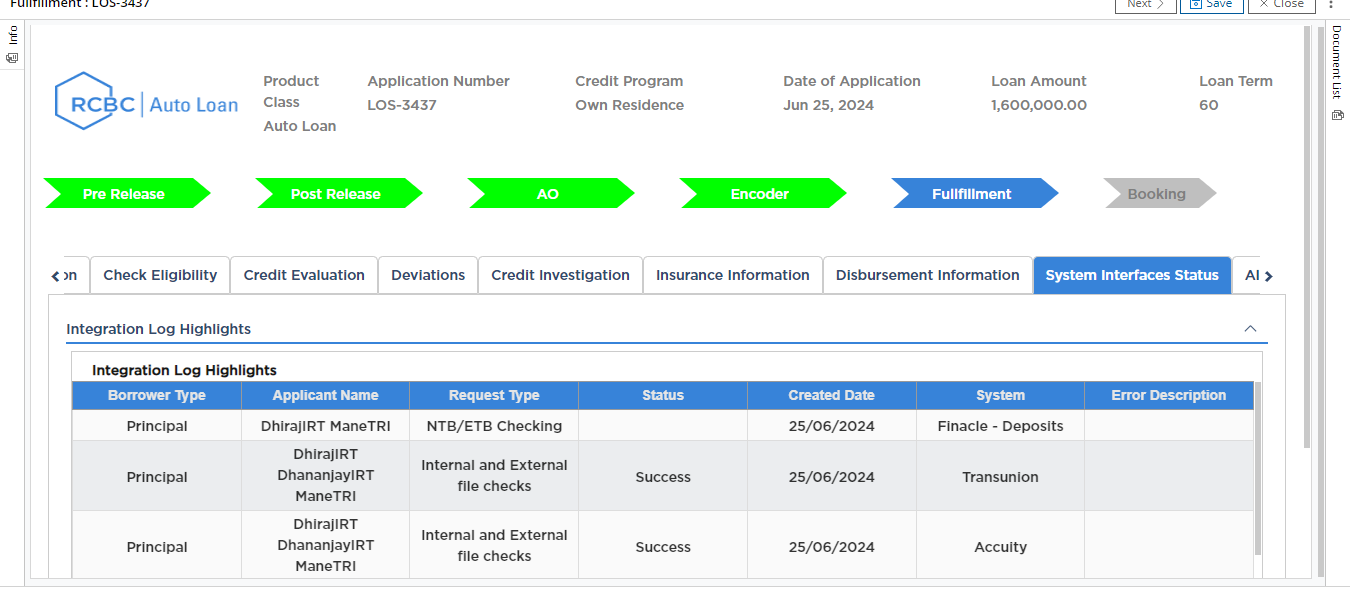 Fullfillment : LOS-3437
Next
Save
Close
Info
Document List
RCBC | Auto Loan
Product Class
Auto Loan
Application Number
LOS-3437
Credit Program
Own Residence
Date of Application
Jun 25, 2024
Loan Amount
1,600,000.00
Loan Term
60
Pre Release
Post Release
AO
Encoder
Fullfillment
Booking
on
Check Eligibility
Credit Evaluation
Deviations
Credit Investigation
Insurance Information
Disbursement Information
System Interfaces Status
Al
Integration Log Highlights
Integration Log Highlights
Borrower Type Applicant Name Request Type Status Created Date System Error Description
Principal DhirajIRT ManeTRI NTB/ETB Checking 25/06/2024 Finacle - Deposits
Principal DhirajIRT DhananjayIRT ManeTRI Internal and External file checks Success 25/06/2024 Transunion
Principal DhirajIRT DhananjayIRT ManeTRI Internal and External file checks Success 25/06/2024 Accuity